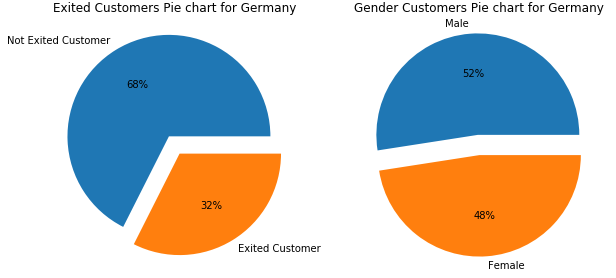 Exited Customers Pie chart for Germany
Not Exited Customer
68%
32%
Exited Customer
Gender Customers Pie chart for Germany
Male
52%
48%
Female